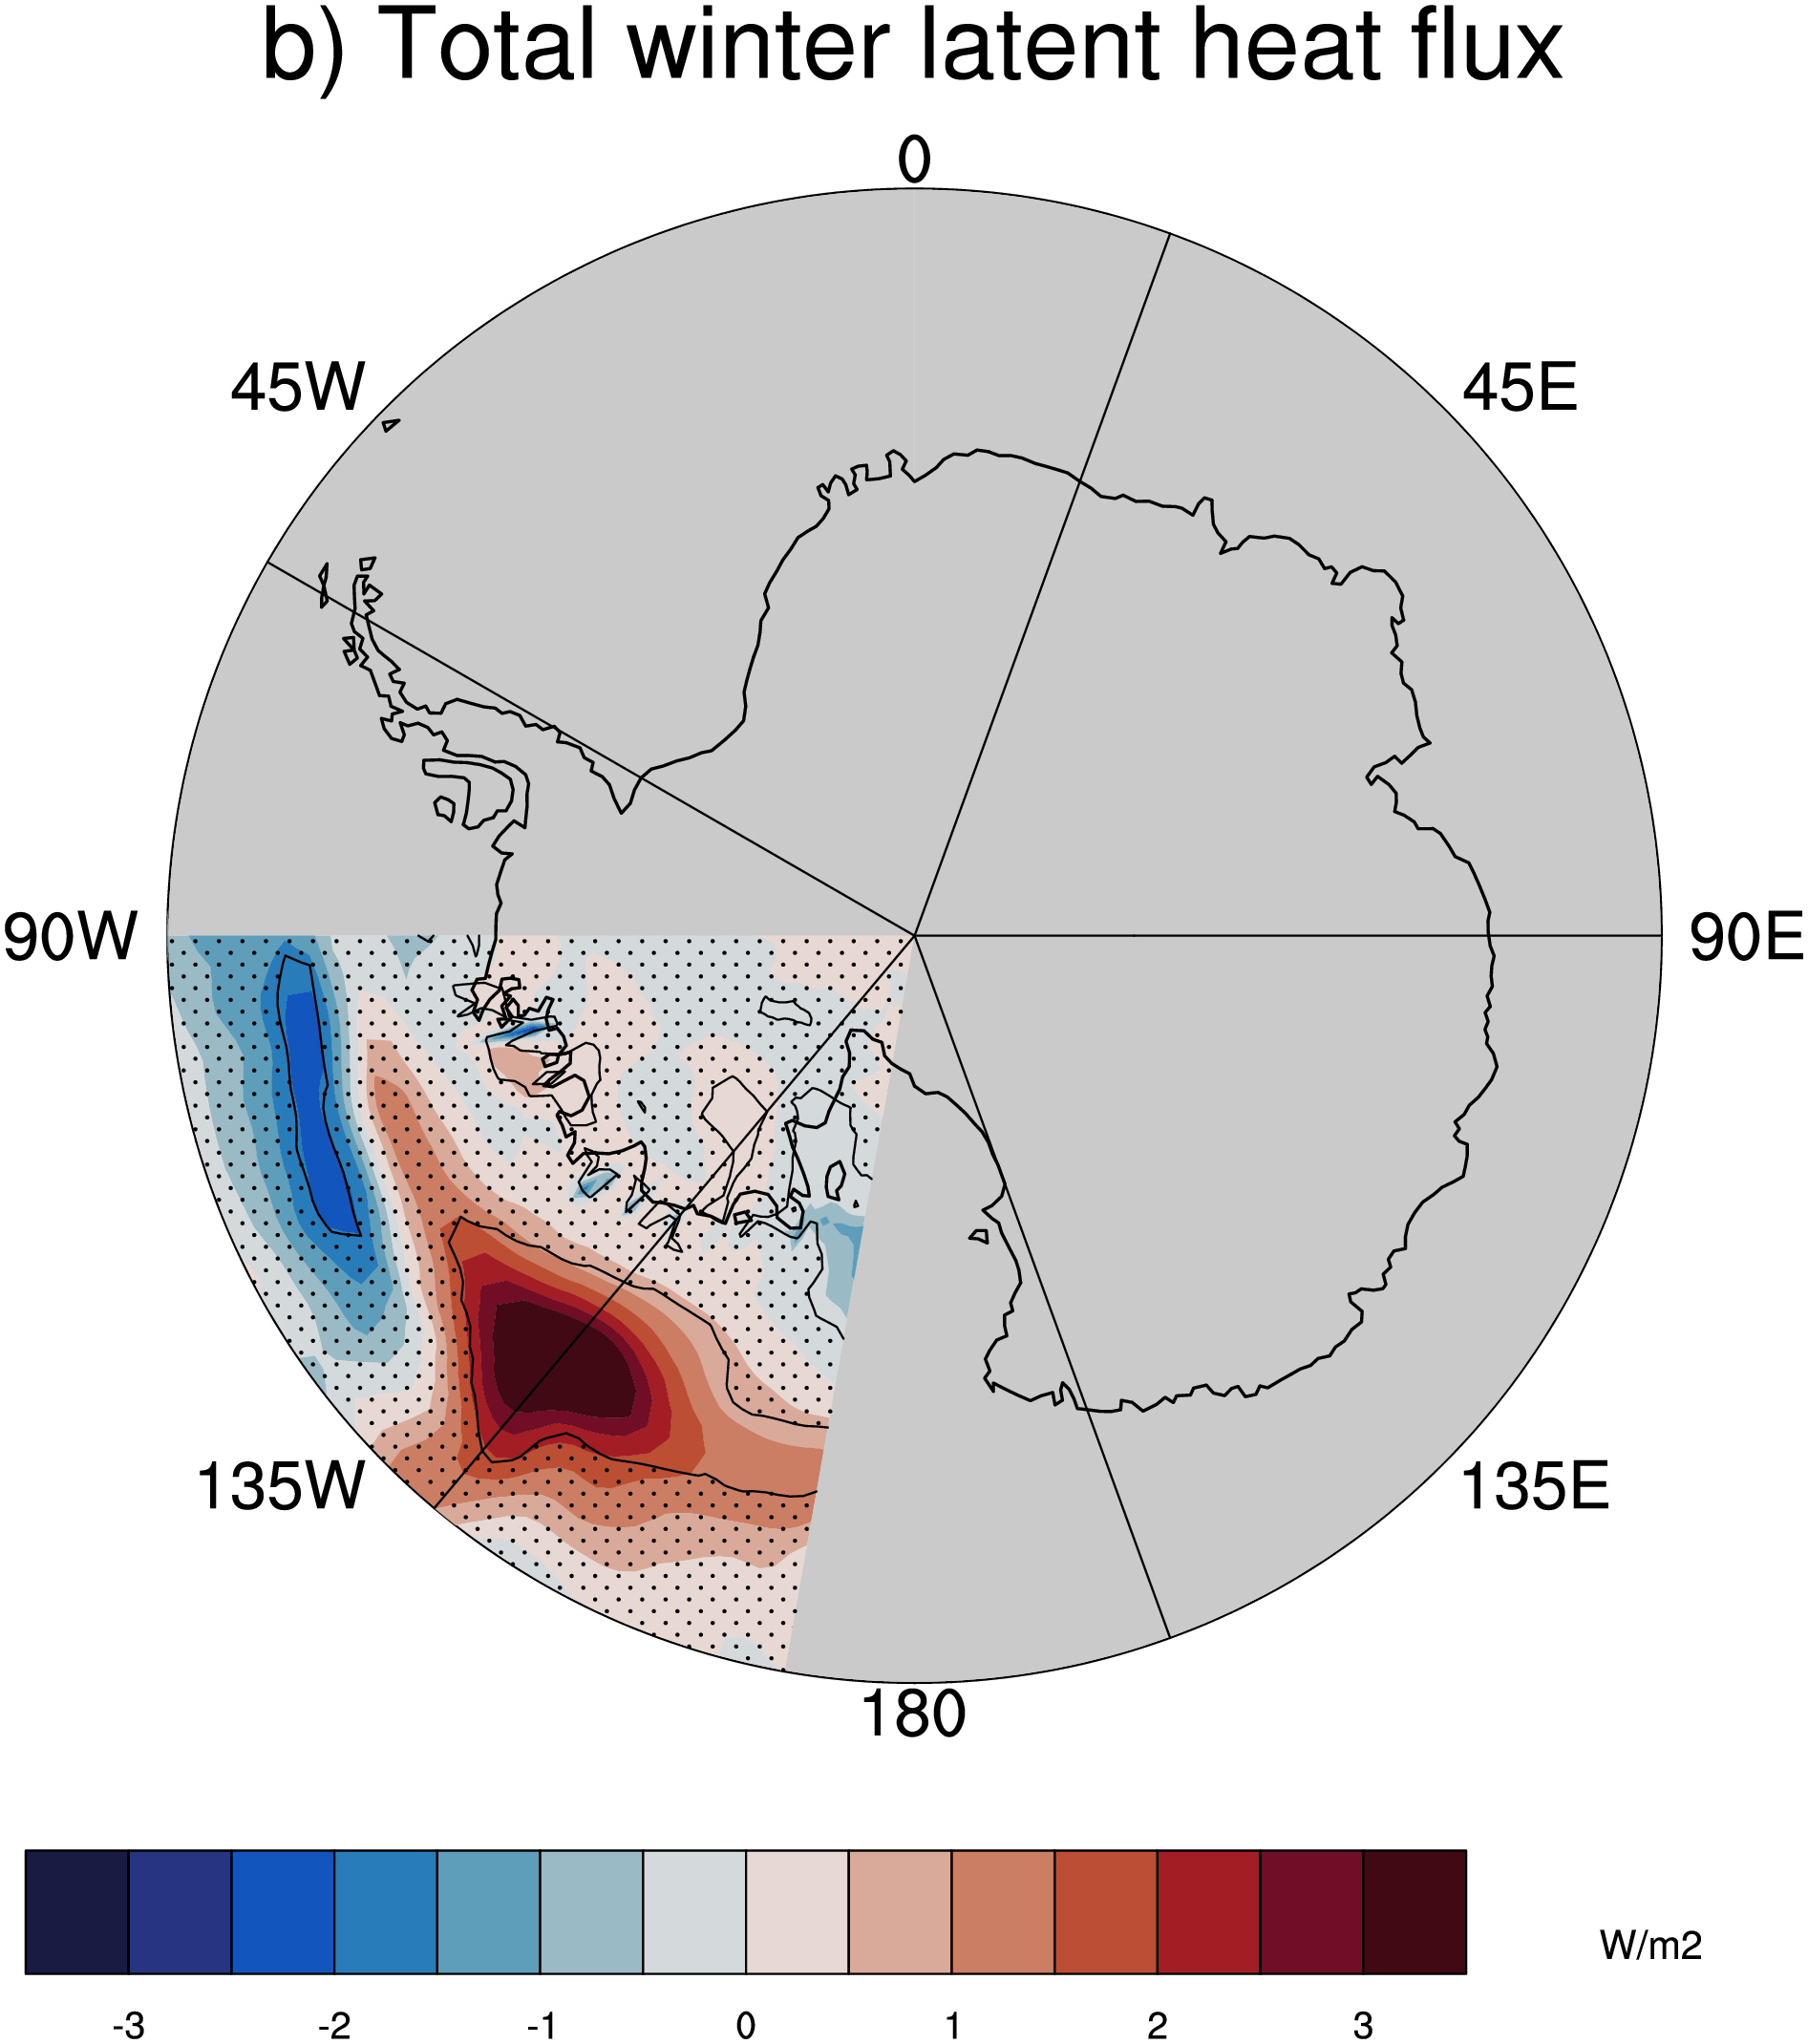 b) Total winter latent heat flux
0
45W
45E
90W
90E
135W
135E
180
W/m2
-3 -2 -1 0 1 2 3